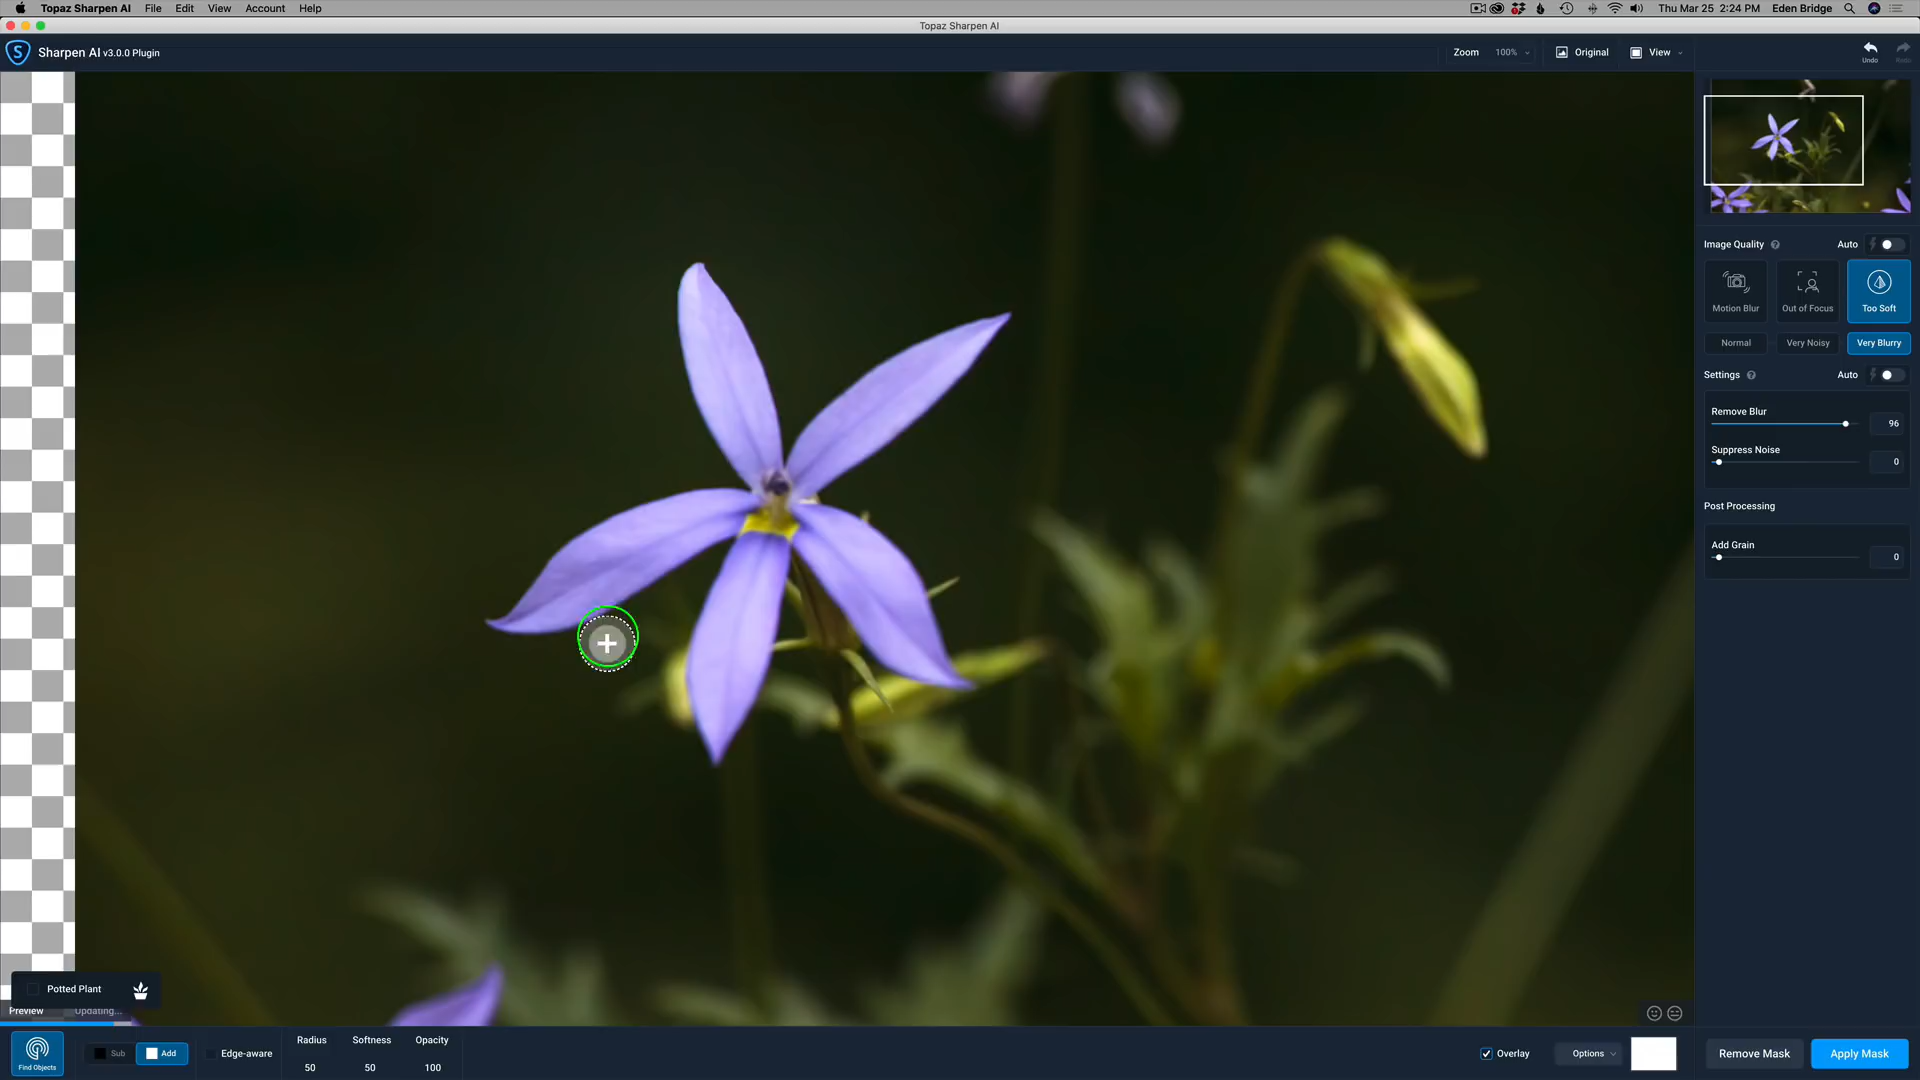 Topaz Sharpen AI File Edit View Account Help
Thu Mar 25 2:24 PM Eden Bridge
Topaz Sharpen AI
Sharpen AI v3.0.0 Plugin
Zoom 100% Original View
Undo
Redo
Image Quality ? Auto
Motion Blur Out of Focus Too Soft
Normal Very Noisy Very Blurry
Settings ? Auto
Remove Blur
96
Suppress Noise
0
Post Processing
Add Grain
0
Potted Plant
Preview Updating...
Find Objects
Sub Add Edge-aware
Radius Softness Opacity
50 50 100
Overlay Options Remove Mask Apply Mask